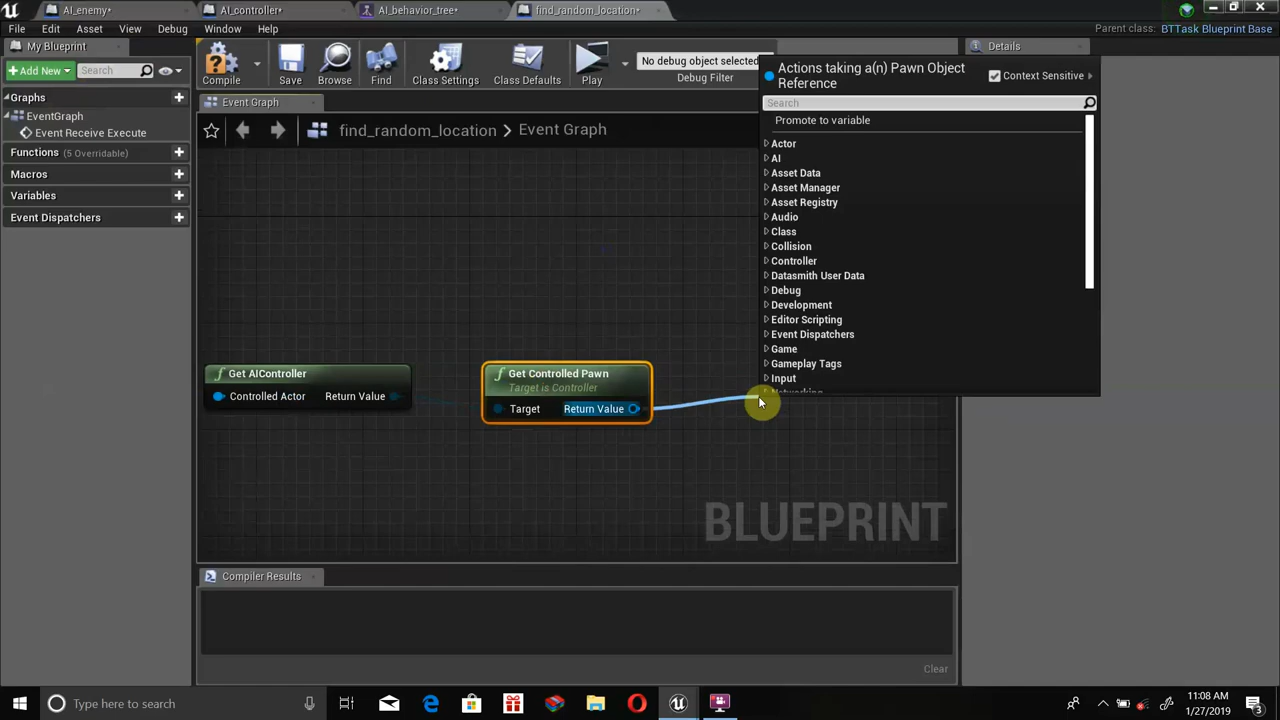 AI_enemy*
AI_controller*
AI_behavior_tree*
find_random_location*
File Edit Asset View Debug Window Help
Parent class: BTTask Blueprint Base
My Blueprint
Add New
Search
Compile
Save
Browse
Find
Class Settings
Class Defaults
Play
No debug object selected
Debug Filter
Details
Graphs
EventGraph
Event Receive Execute
Functions (5 Overridable)
Macros
Variables
Event Dispatchers
Event Graph
find_random_location > Event Graph
Actions taking a(n) Pawn Object
Reference
Context Sensitive
Search
Promote to variable
Actor
AI
Asset Data
Asset Manager
Asset Registry
Audio
Class
Collision
Controller
Datasmith User Data
Debug
Development
Editor Scripting
Event Dispatchers
Game
Gameplay Tags
Input
Networking
Get AIController
Controlled Actor Return Value
Get Controlled Pawn
Target is Controller
Target Return Value
BLUEPRINT
Compiler Results
Clear
Type here to search
11:08 AM
1/27/2019
3